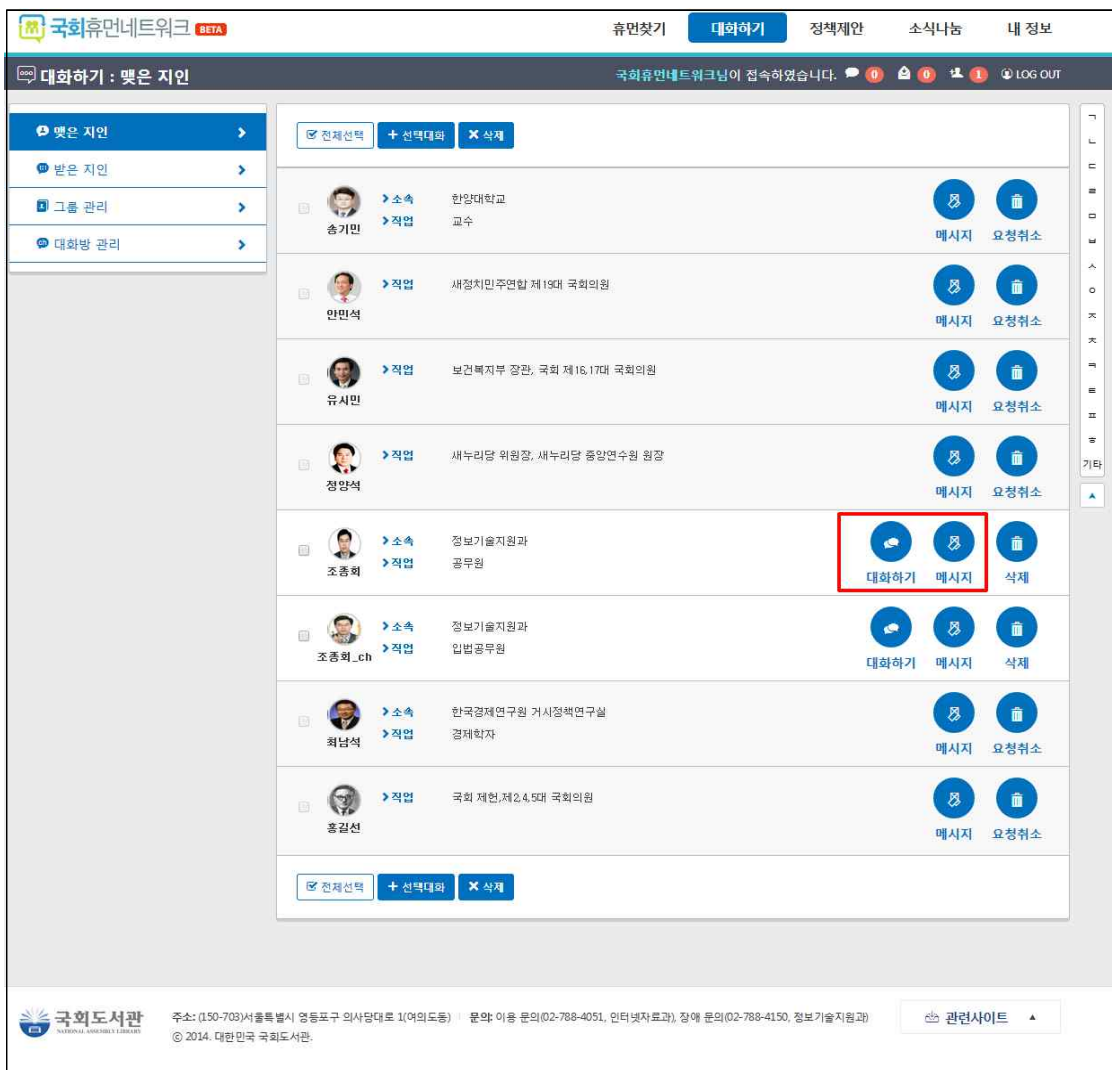 국회휴먼네트워크 BETA
휴먼찾기 대화하기 정책제안 소식나눔 내 정보
대화하기 : 맺은 지인
국회휴먼네트워크님이 접속하였습니다. 0 0 1 LOG OUT
맺은 지인
받은 지인
그룹 관리
대화방 관리
전체선택 선택대화 삭제
송기민
소속 한양대학교
직업 교수
메시지 요청취소
안민석
직업 새정치민주연합 제19대 국회의원
메시지 요청취소
유시민
직업 보건복지부 장관, 국회 제16,17대 국회의원
메시지 요청취소
정양석
직업 새누리당 위원장, 새누리당 중앙연수원 원장
메시지 요청취소
조종회
소속 정보기술지원과
직업 공무원
대화하기 메시지 삭제
조종회_ch
소속 정보기술지원과
직업 입법공무원
대화하기 메시지 삭제
최남석
소속 한국경제연구원 거시정책연구실
직업 경제학자
메시지 요청취소
홍길선
직업 국회 제헌,제2,4,5대 국회의원
메시지 요청취소
전체선택 선택대화 삭제
ㄱ
ㄴ
ㄷ
ㄹ
ㅁ
ㅂ
ㅅ
ㅇ
ㅈ
ㅊ
ㅋ
ㅌ
ㅍ
ㅎ
기타
국회도서관
NATIONAL ASSEMBLY LIBRARY
주소: (150-703)서울특별시 영등포구 의사당대로 1(여의도동) 문의: 이용 문의(02-788-4051, 인터넷자료과), 장애 문의(02-788-4150, 정보기술지원과)
© 2014. 대한민국 국회도서관.
관련사이트